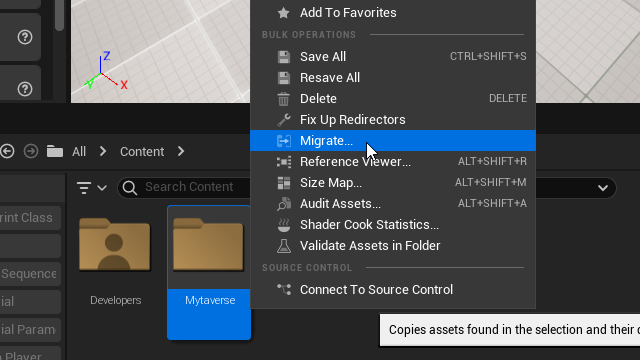 Add To Favorites
BULK OPERATIONS
Save All CTRL+SHIFT+S
Resave All
Delete DELETE
Fix Up Redirectors
Migrate...
Reference Viewer... ALT+SHIFT+R
Size Map... ALT+SHIFT+M
Audit Assets... ALT+SHIFT+A
Shader Cook Statistics...
Validate Assets in Folder
SOURCE CONTROL
Connect To Source Control
Z
Y
X
All
Content
Search Content
rint Class
Sequence
ial
ial Param
Player
Developers
Mytaverse
Copies assets found in the selection and their